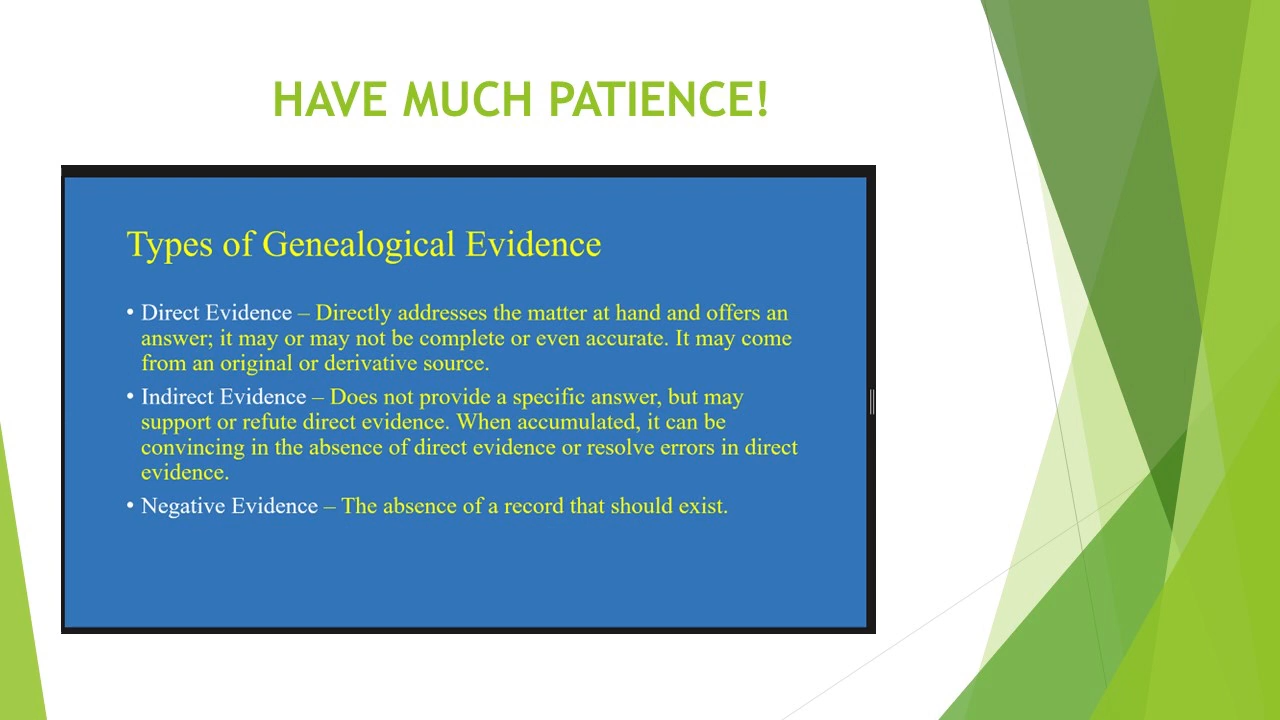 HAVE MUCH PATIENCE!
Types of Genealogical Evidence
• Direct Evidence – Directly addresses the matter at hand and offers an
answer; it may or may not be complete or even accurate. It may come
from an original or derivative source.
• Indirect Evidence – Does not provide a specific answer, but may
support or refute direct evidence. When accumulated, it can be
convincing in the absence of direct evidence or resolve errors in direct
evidence.
• Negative Evidence – The absence of a record that should exist.